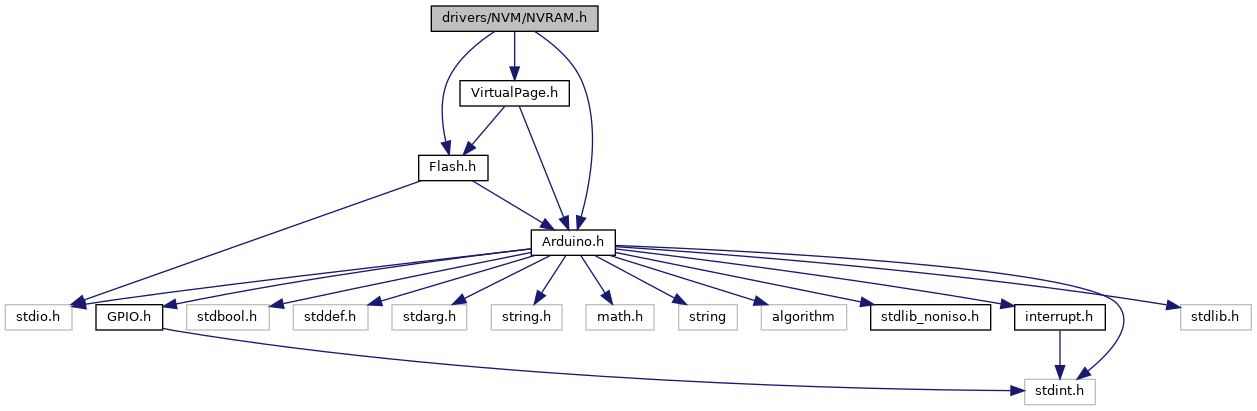 drivers/NVM/NVRAM.h
VirtualPage.h
Flash.h
Arduino.h
stdio.h
GPIO.h
stdbool.h
stddef.h
stdarg.h
string.h
math.h
string
algorithm
stdlib_noniso.h
interrupt.h
stdlib.h
stdint.h